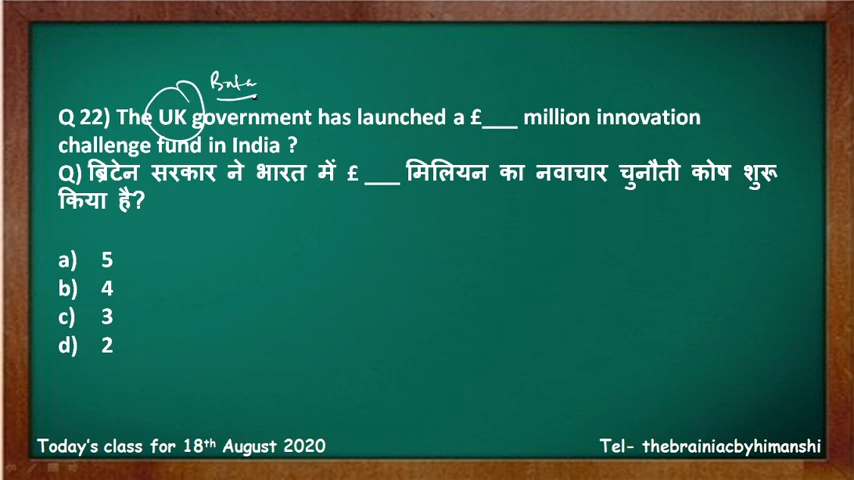 Q 22) The UK government has launched a £___ million innovation
challenge fund in India ?
Q) ब्रिटेन सरकार ने भारत में £ ___ मिलियन का नवाचार चुनौती कोष शुरू
किया है?
a) 5
b) 4
c) 3
d) 2
Today's class for 18th August 2020
Tel- thebrainiacbyhimanshi